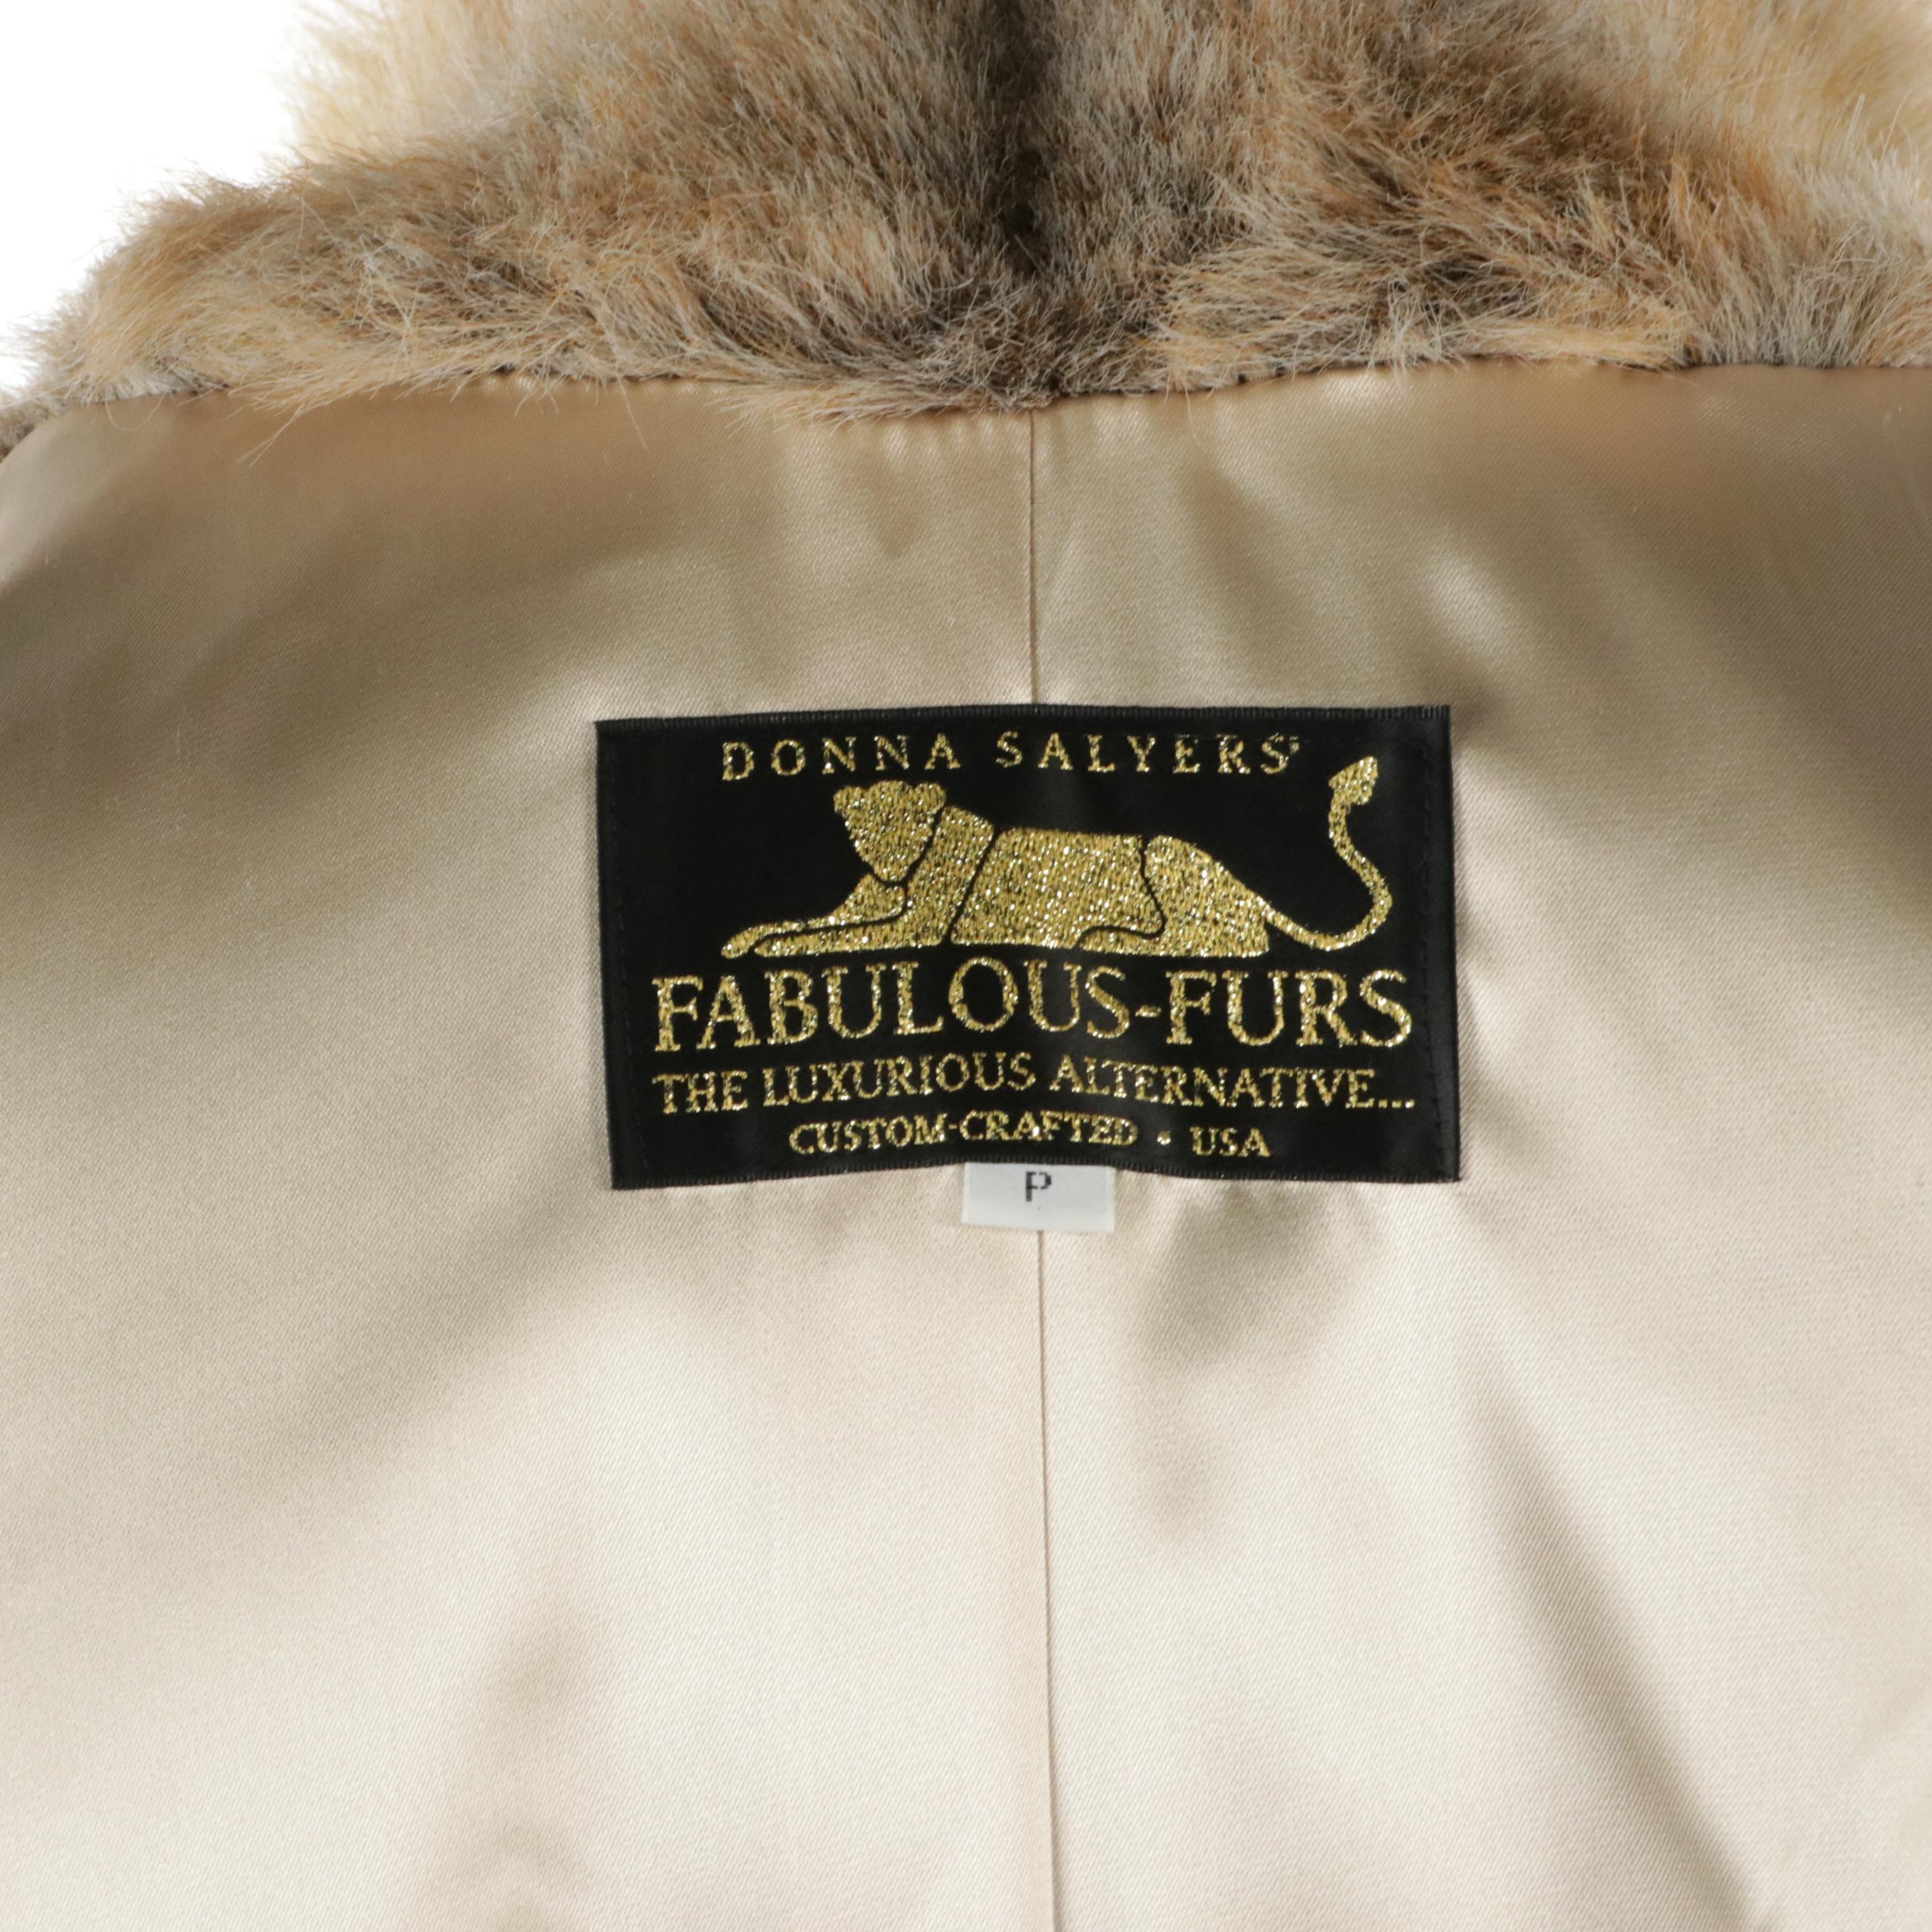 DONNA SALYERS'
FABULOUS-FURS
THE LUXURIOUS ALTERNATIVE...
CUSTOM-CRAFTED • USA
P